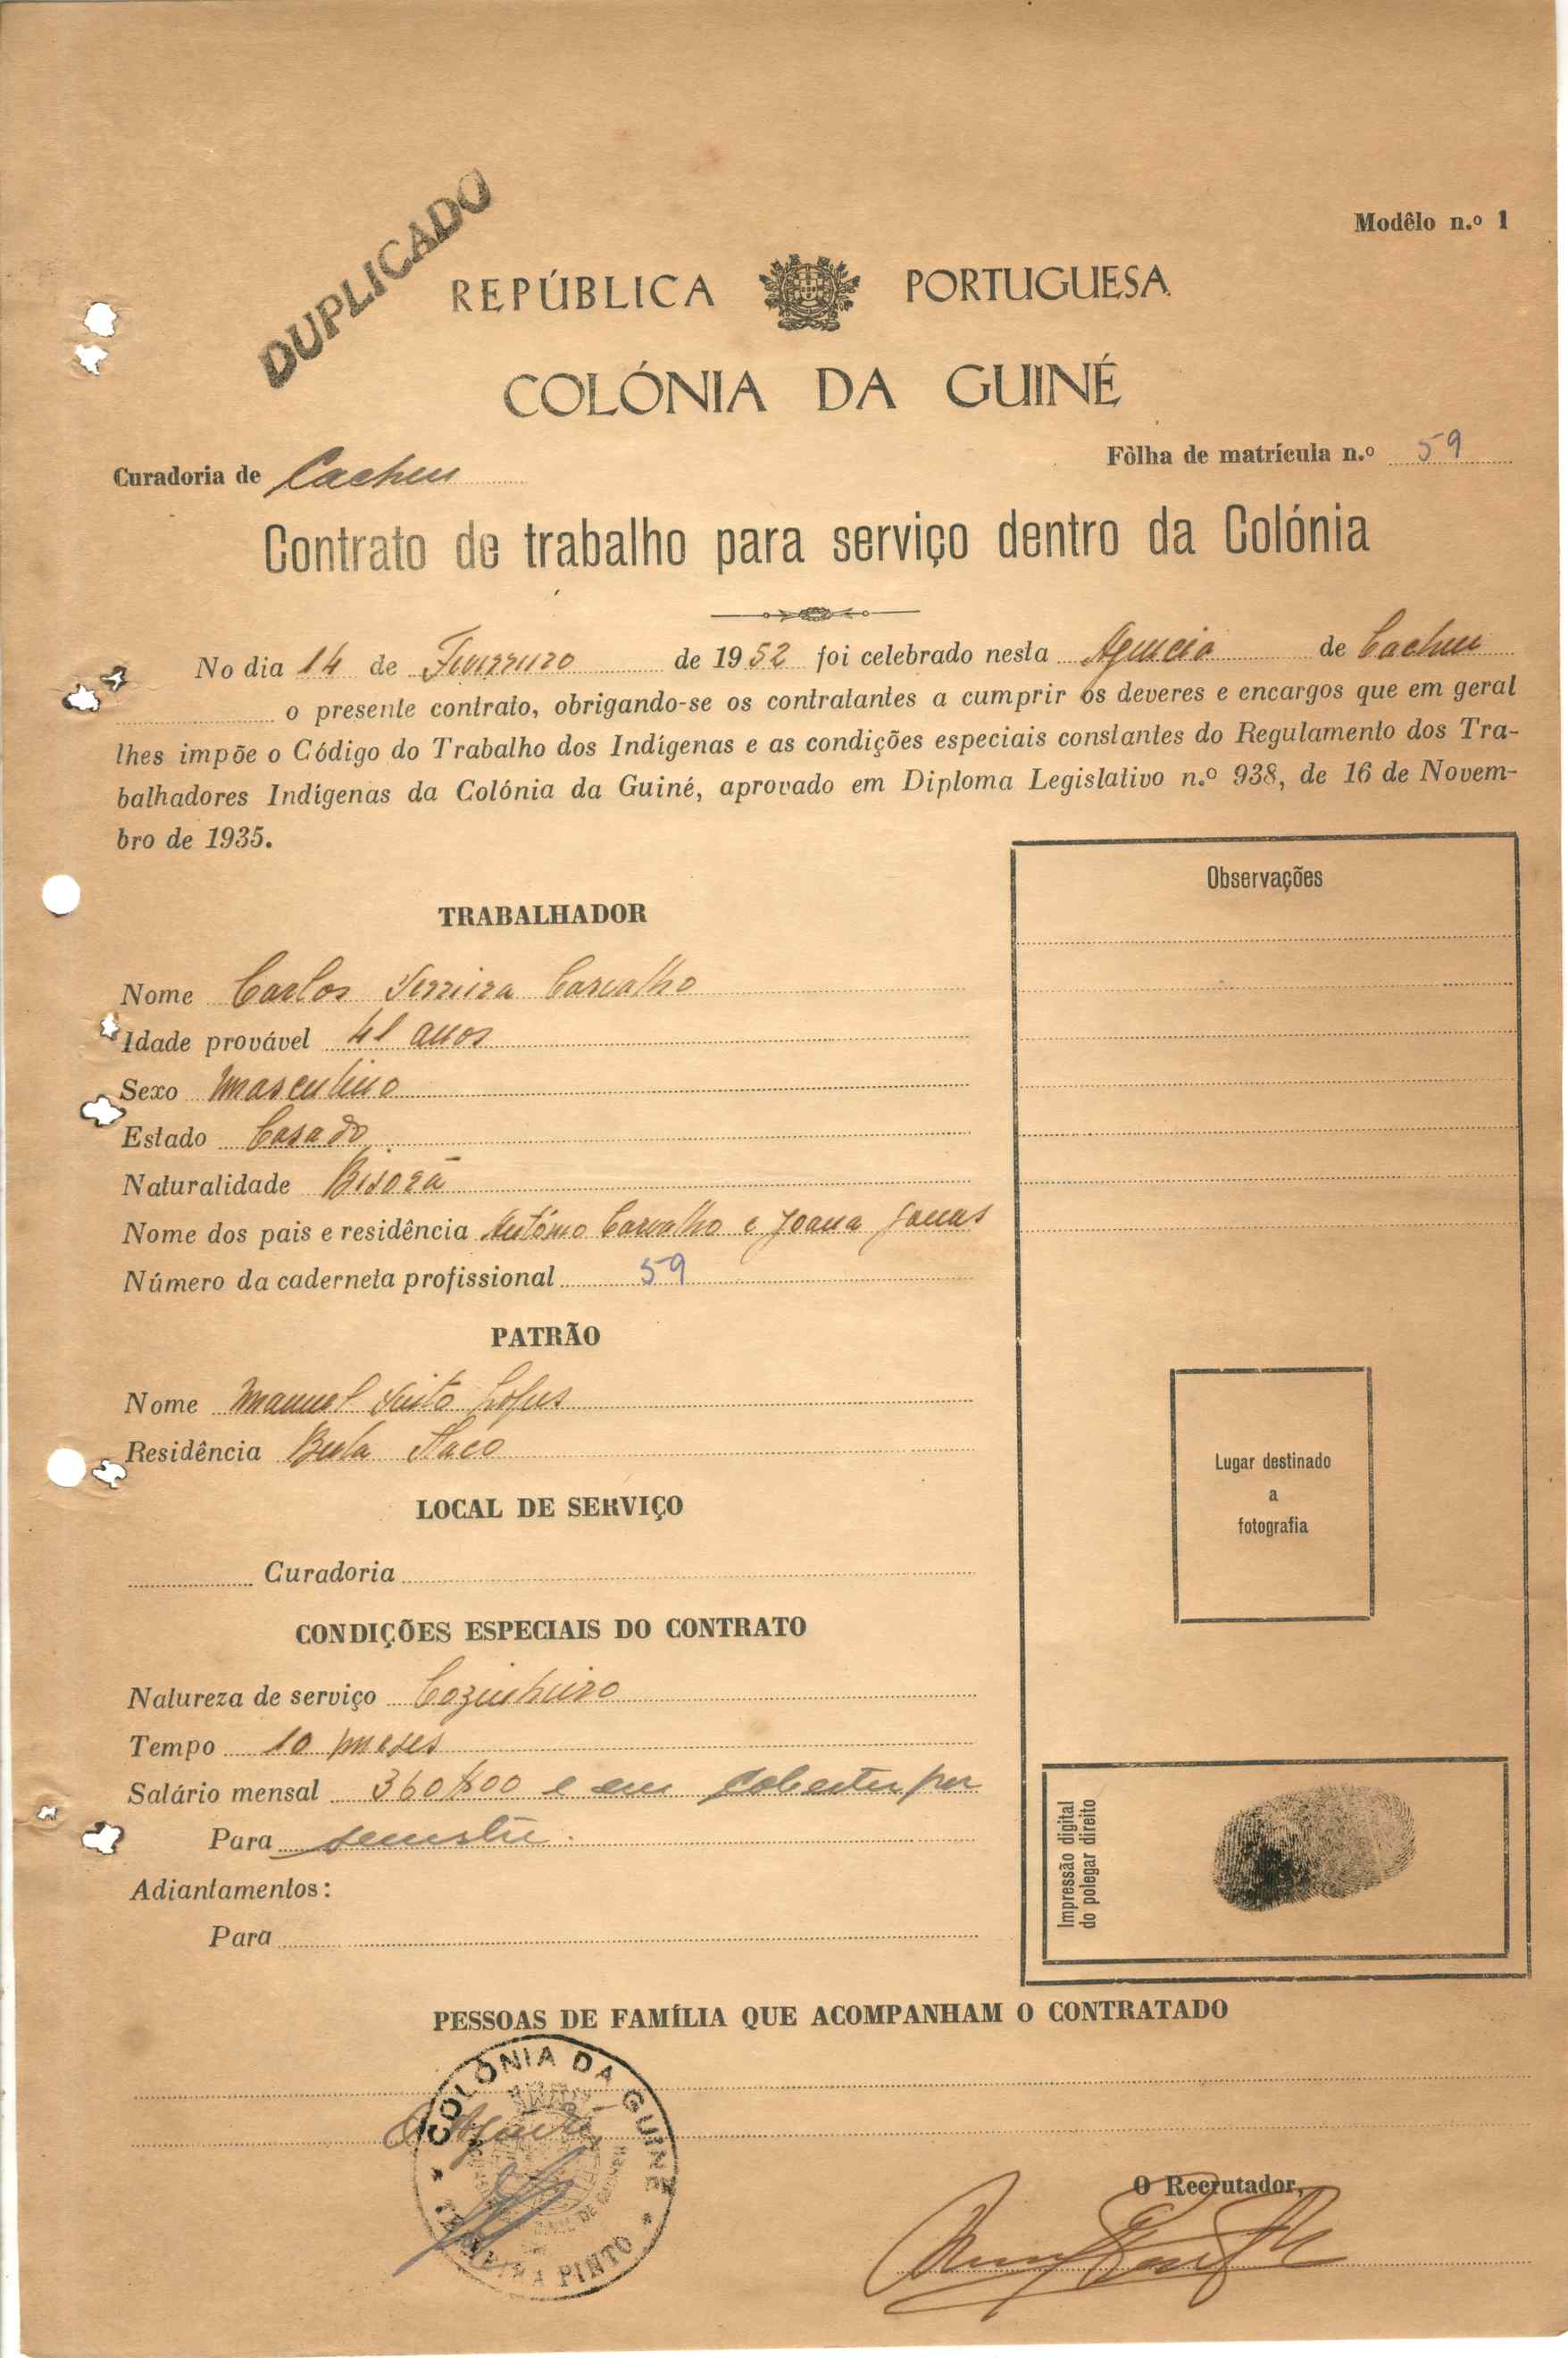 DUPLICADO
Modêlo n.º 1
REPÚBLICA PORTUGUESA
COLÓNIA DA GUINÉ
Curadoria de Cacheu
Fôlha de matrícula n.º 59
Contrato de trabalho para serviço dentro da Colónia
No dia 14 de Fevereiro de 1952 foi celebrado nesta Agencia de Cacheu
o presente contrato, obrigando-se os contratantes a cumprir os deveres e encargos que em geral
lhes impõe o Código do Trabalho dos Indígenas e as condições especiais constantes do Regulamento dos Tra-
balhadores Indígenas da Colónia da Guiné, aprovado em Diploma Legislativo n.º 938, de 16 de Novem-
bro de 1935.
Observações
TRABALHADOR
Nome Carlos Ferreira Carvalho
Idade provável 41 anos
Sexo Masculino
Estado Casado
Naturalidade Bisorã
Nome dos pais e residência António Carvalho e Joana
Número da caderneta profissional 59
PATRÃO
Nome Manuel Lopes
Residência Bula
LOCAL DE SERVIÇO
Curadoria
CONDIÇÕES ESPECIAIS DO CONTRATO
Natureza de serviço Cozinheiro
Tempo 10 meses
Salário mensal 360$00 e em por
Para semestre.
Adiantamentos:
Para
Lugar destinado
a
fotografia
Impressão digital
do polegar direito
PESSOAS DE FAMÍLIA QUE ACOMPANHAM O CONTRATADO
COLÓNIA DA GUINÉ
TEIXEIRA PINTO
O Recrutador,